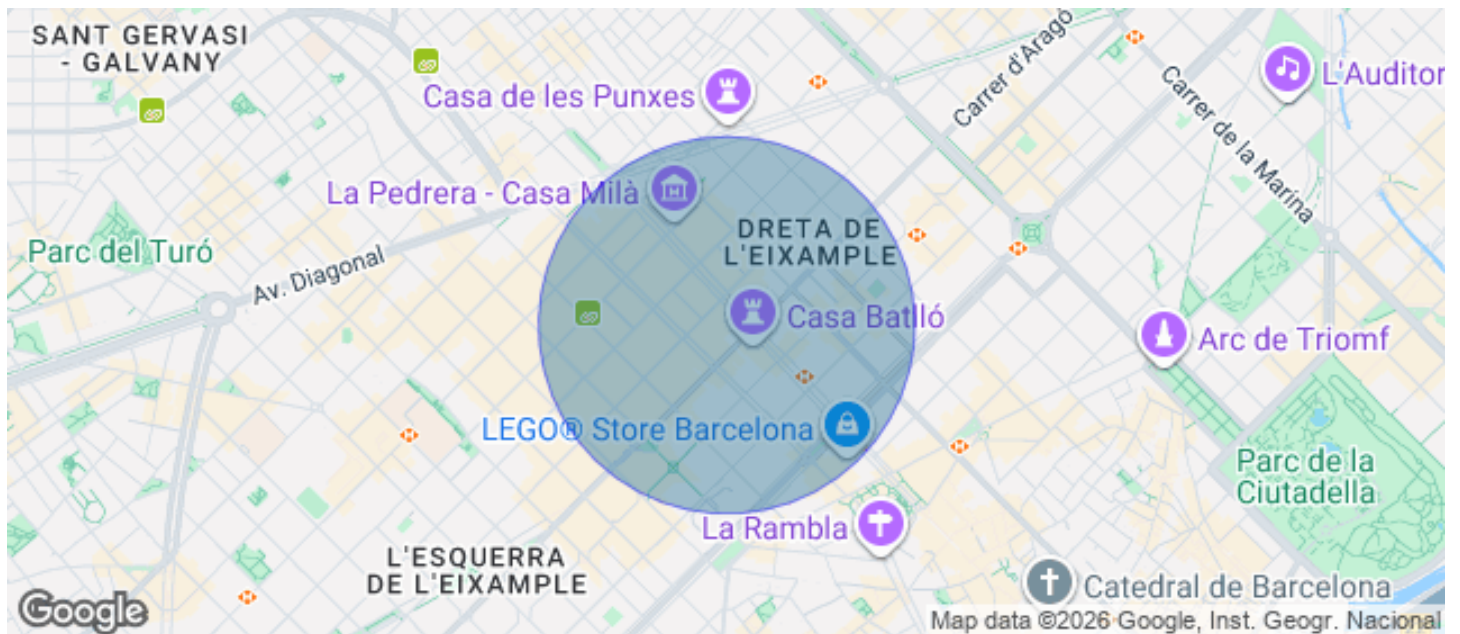 SANT GERVASI
- GALVANY
Casa de les Punxes
Carrer d'Aragó
L'Auditor
Carrer de la Marina
La Pedrera - Casa Milà
DRETA DE
L'EIXAMPLE
Parc del Turó
Av. Diagonal
Casa Batlló
Arc de Triomf
LEGO® Store Barcelona
Parc de la
Ciutadella
La Rambla
L'ESQUERRA
DE L'EIXAMPLE
Catedral de Barcelona
Google
Map data ©2026 Google, Inst. Geogr. Nacional